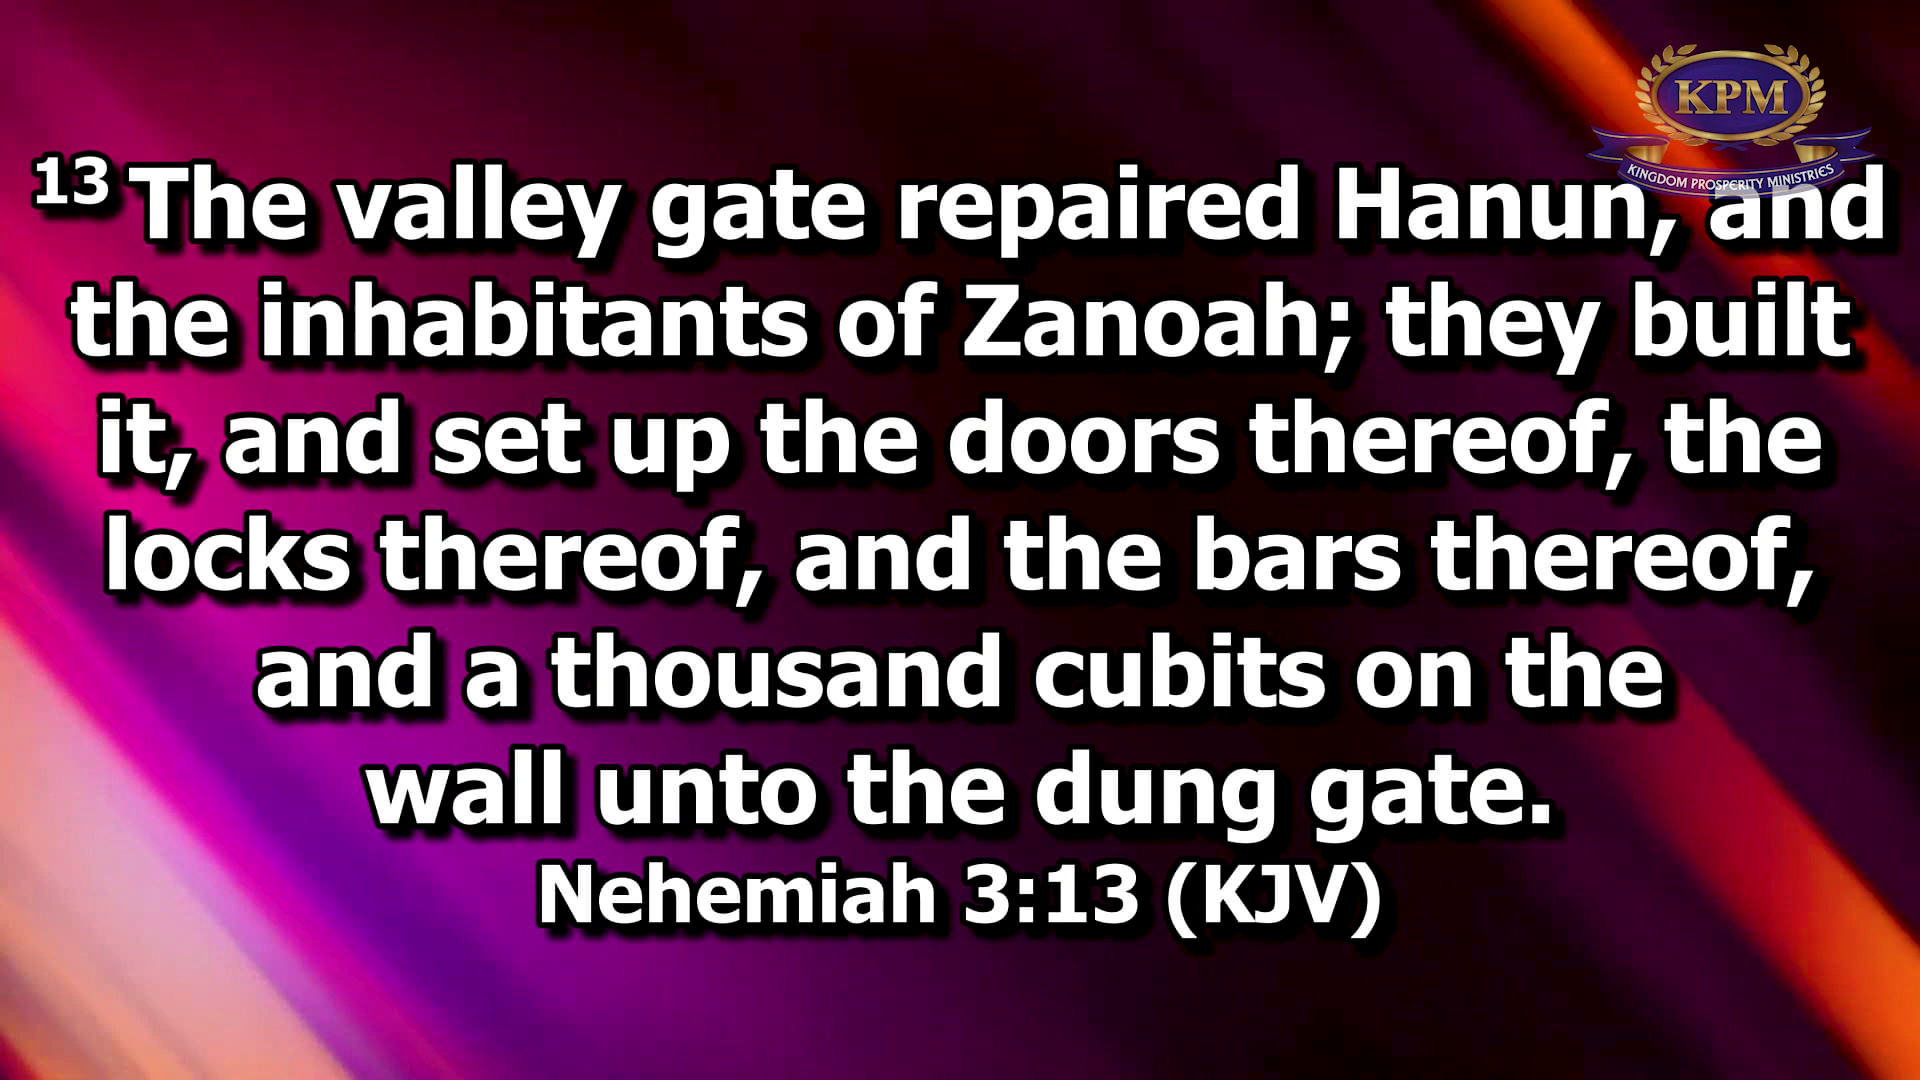 KPM
KINGDOM PROSPERITY MINISTRIES
13 The valley gate repaired Hanun, and
the inhabitants of Zanoah; they built
it, and set up the doors thereof, the
locks thereof, and the bars thereof,
and a thousand cubits on the
wall unto the dung gate.
Nehemiah 3:13 (KJV)